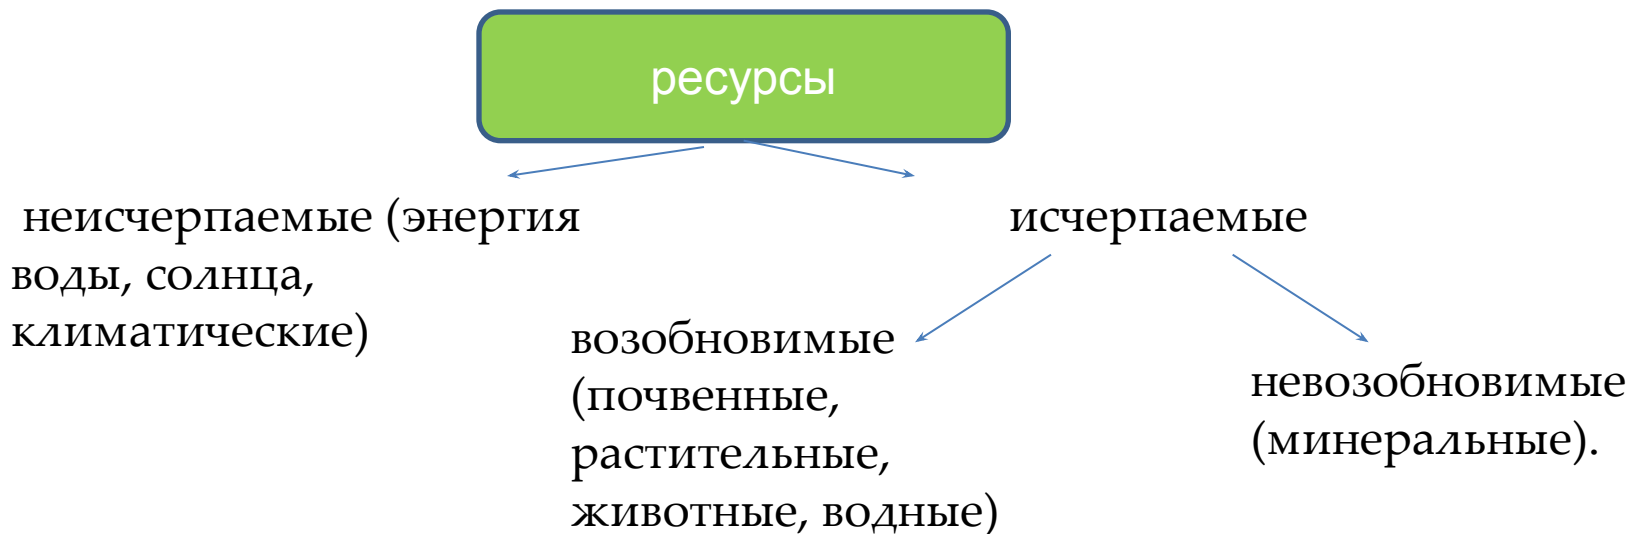 ресурсы
неисчерпаемые (энергия
воды, солнца,
климатические)
исчерпаемые
возобновимые
(почвенные,
растительные,
животные, водные)
невозобновимые
(минеральные).